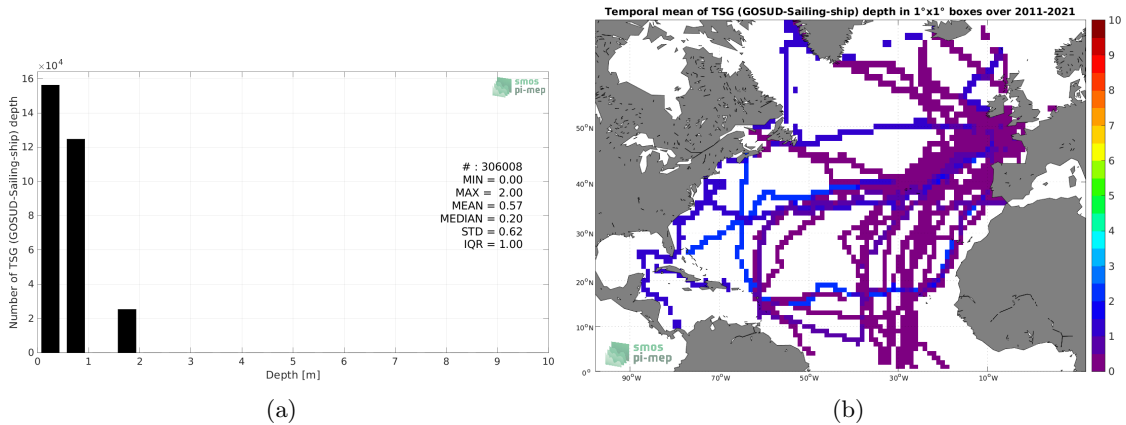 ×10⁴
16
14
12
10
8
6
4
2
0
Number of TSG (GOSUD-Sailing-ship) depth
smos
pi-mep
# : 306008
MIN = 0.00
MAX = 2.00
MEAN = 0.57
MEDIAN = 0.20
STD = 0.62
IQR = 1.00
0 1 2 3 4 5 6 7 8 9 10
Depth [m]
(a)
Temporal mean of TSG (GOSUD-Sailing-ship) depth in 1°x1° boxes over 2011-2021
50°N
40°N
30°N
20°N
10°N
0°
90°W 70°W 50°W 30°W 10°W
smos
pi-mep
10
9
8
7
6
5
4
3
2
1
0
(b)